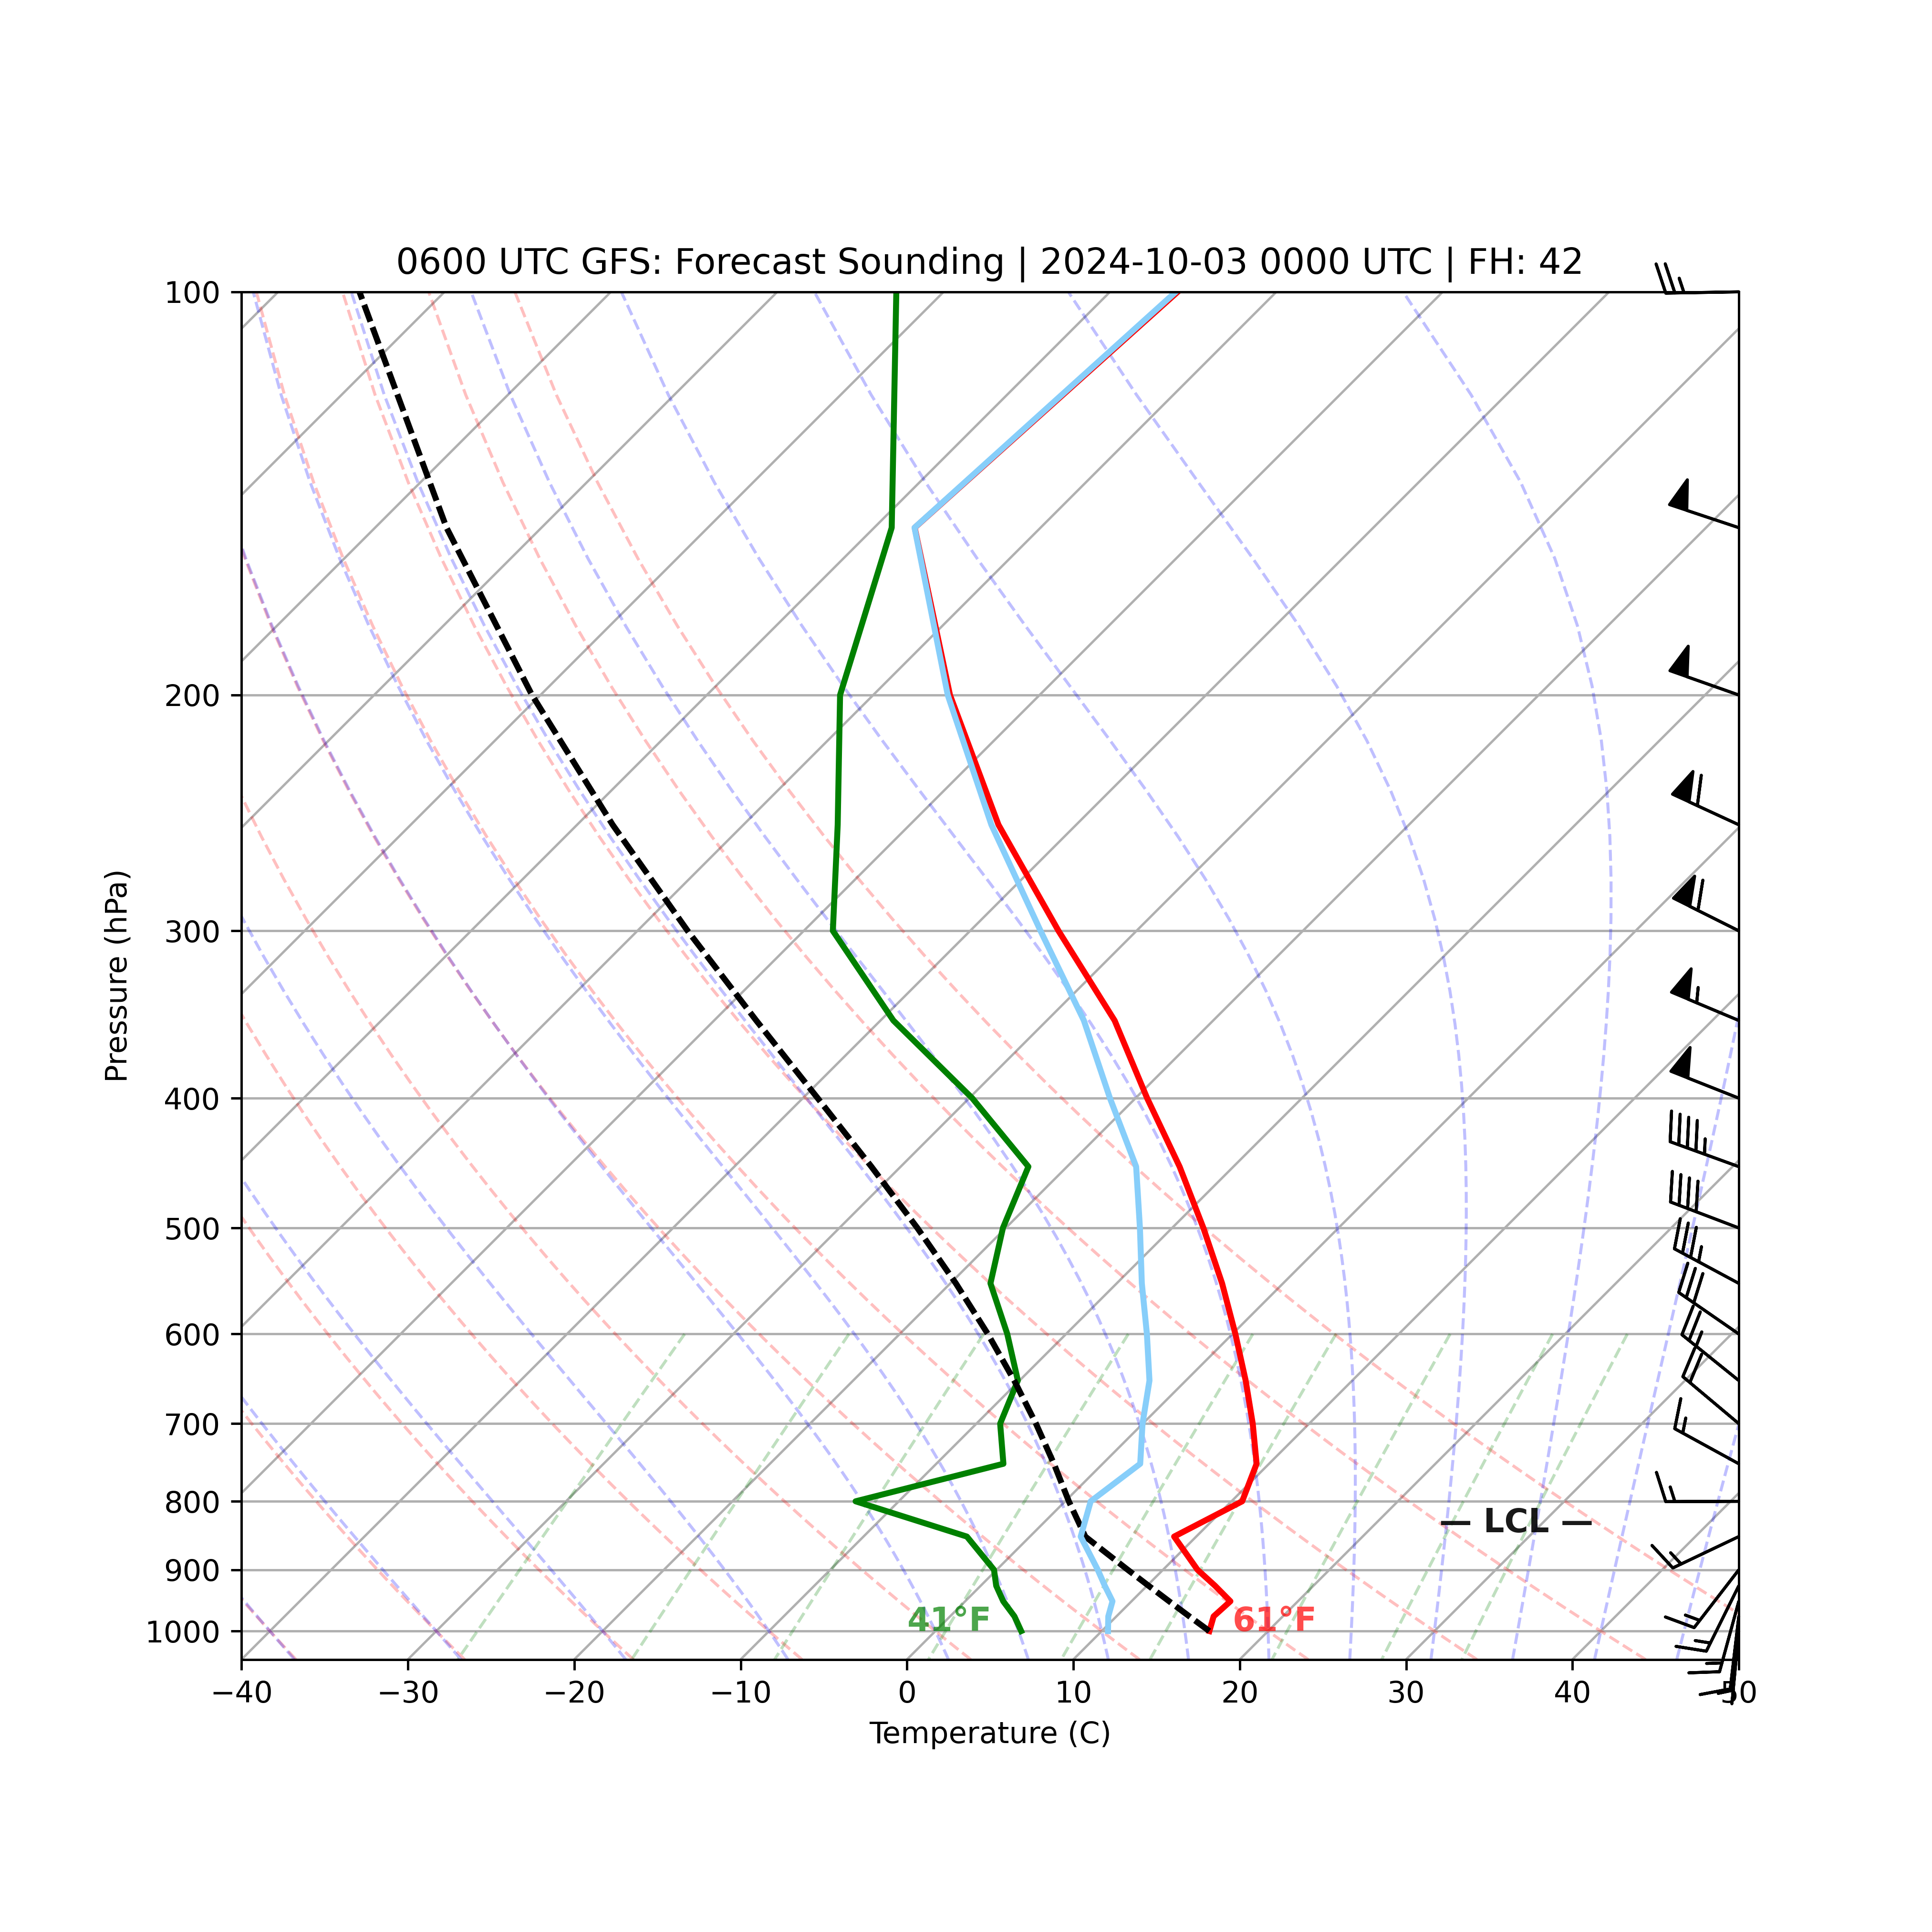 0600 UTC GFS: Forecast Sounding | 2024-10-03 0000 UTC | FH: 42
100
200
300
400
500
600
700
800
900
1000
Pressure (hPa)
— LCL —
41°F
61°F
−40 −30 −20 −10 0 10 20 30 40 50
Temperature (C)